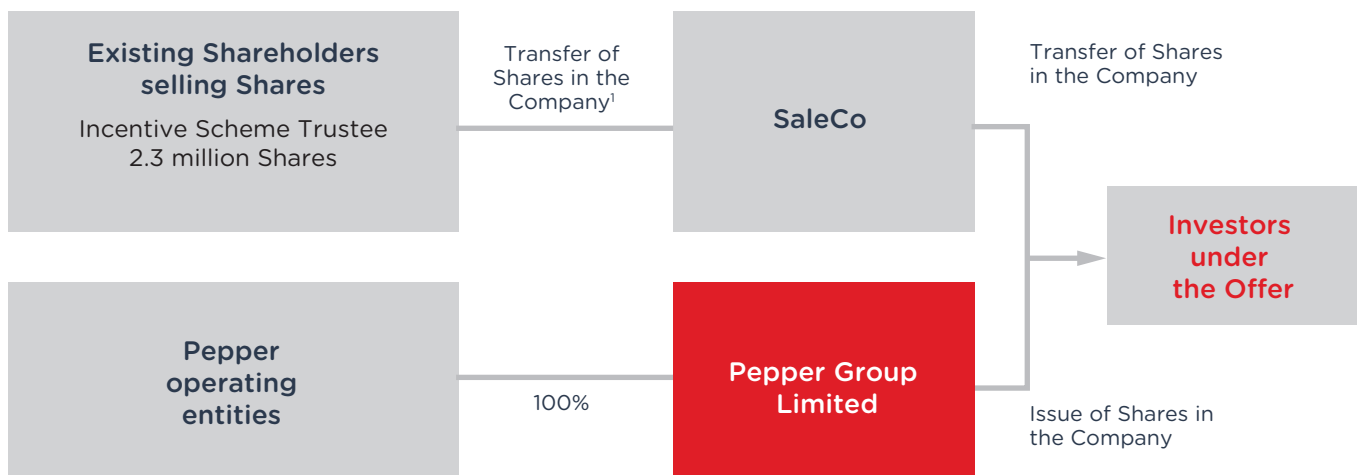 Existing Shareholders
selling Shares
Incentive Scheme Trustee
2.3 million Shares
Transfer of
Shares in the
Company¹
SaleCo
Transfer of Shares
in the Company
Investors
under
the Offer
Pepper
operating
entities
100%
Pepper Group
Limited
Issue of Shares in
the Company